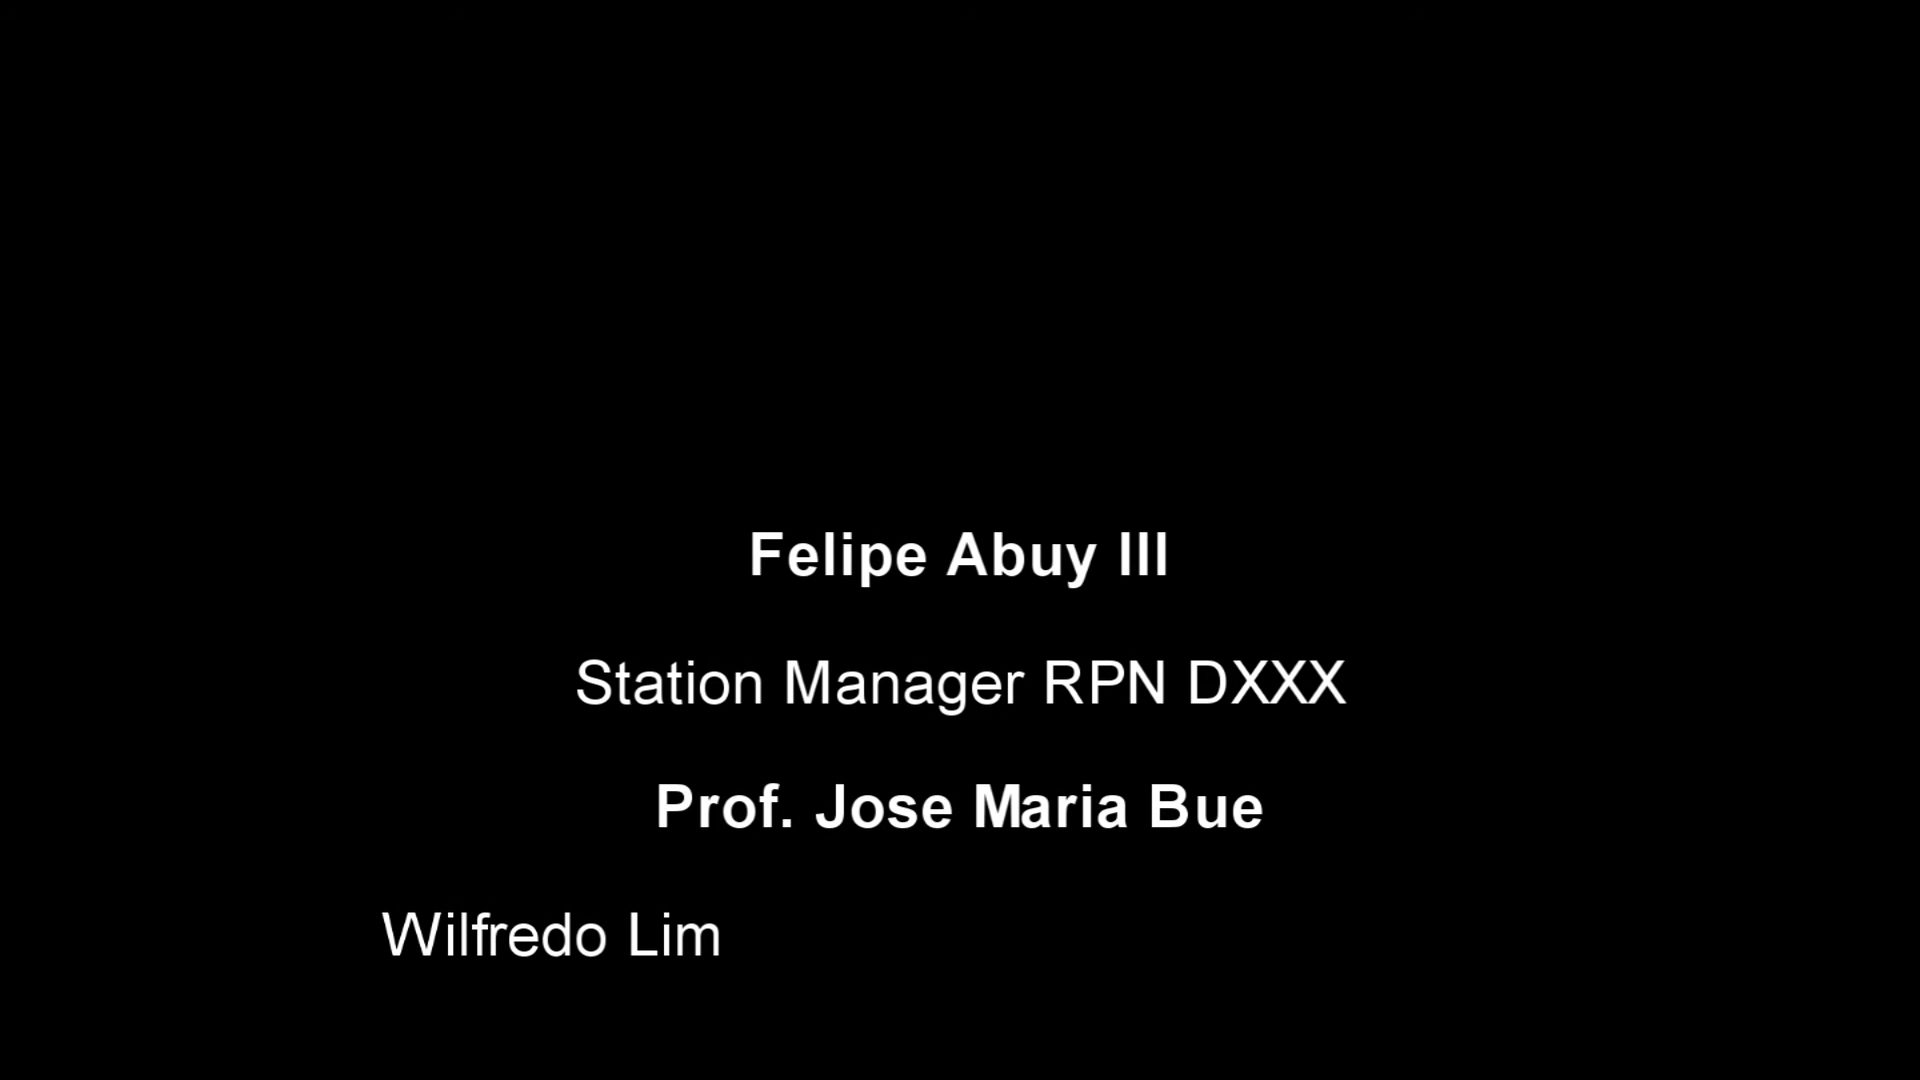 Felipe Abuy III
Station Manager RPN DXXX
Prof. Jose Maria Bue
Wilfredo Lim